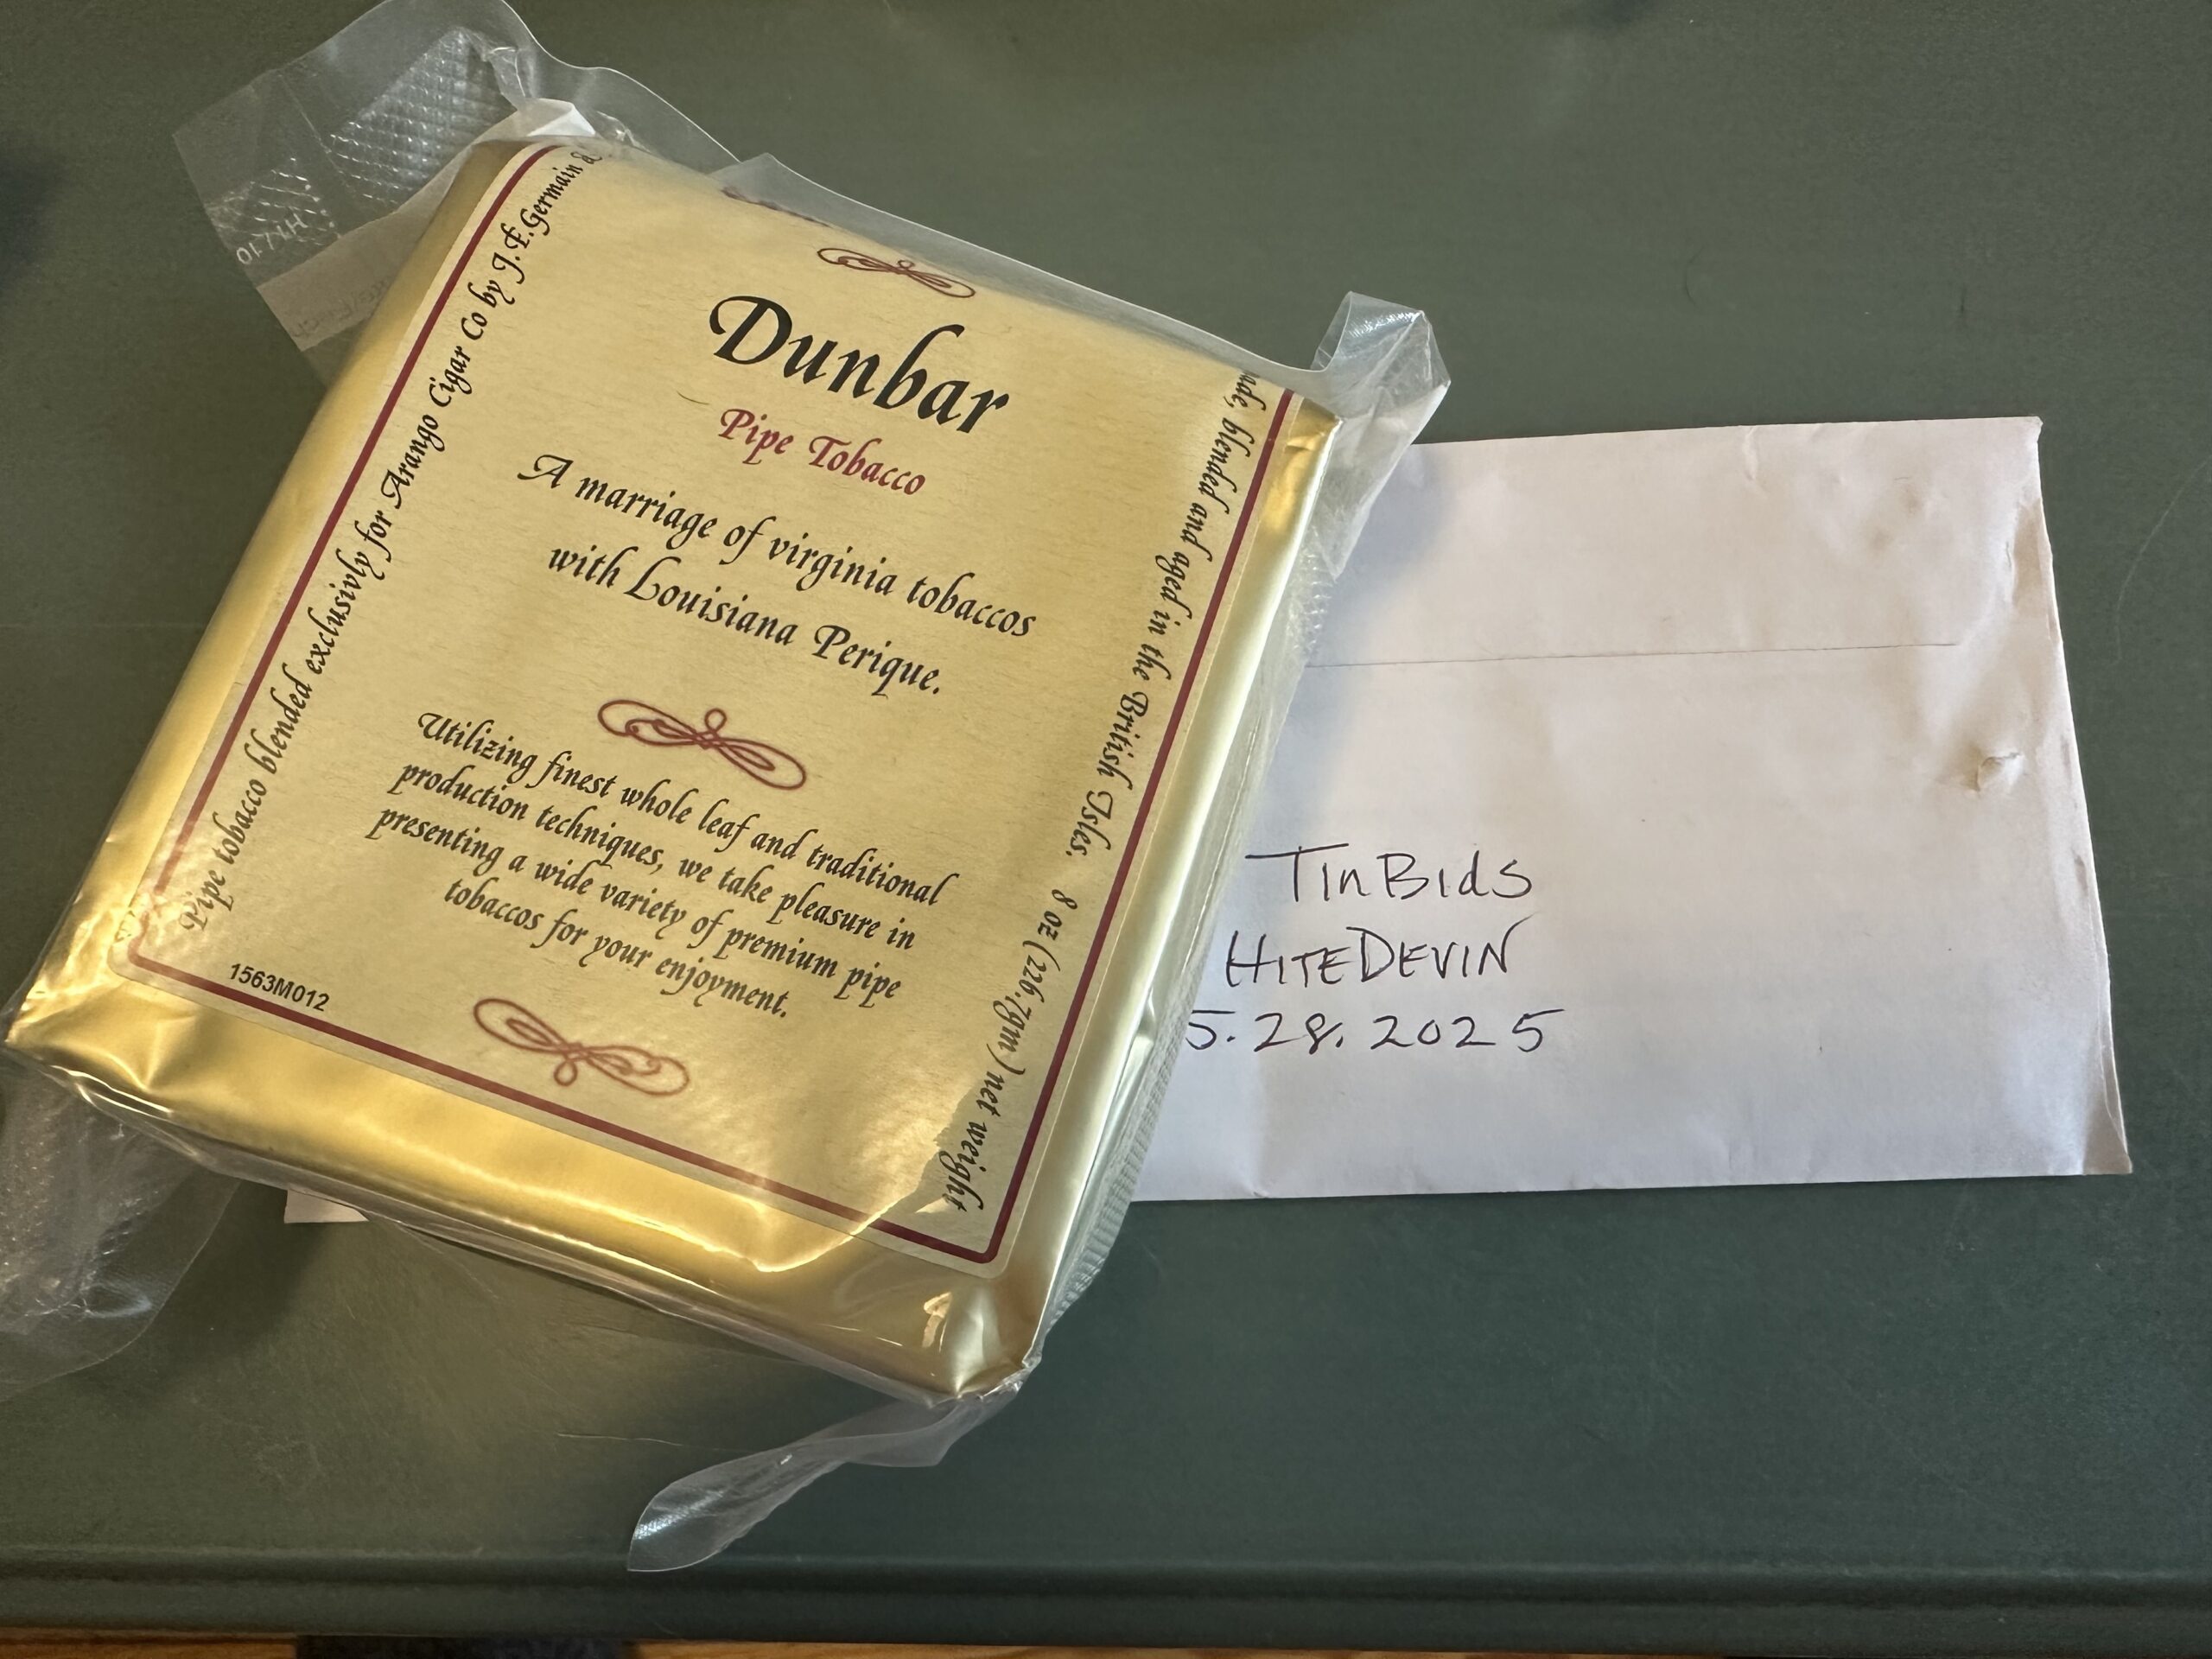 Dunbar
Pipe Tobacco
A marriage of virginia tobaccos
with Louisiana Perique.
Utilizing finest whole leaf and traditional
production techniques, we take pleasure in
presenting a wide variety of premium pipe
tobaccos for your enjoyment.
Pipe tobacco blended exclusivly for Arango Cigar Co by J.F.Germain &
blended and aged in the British Isles. 8 oz (226.7gm) net weight
1563M012
TinBids
HITEDEVIN
5.28.2025